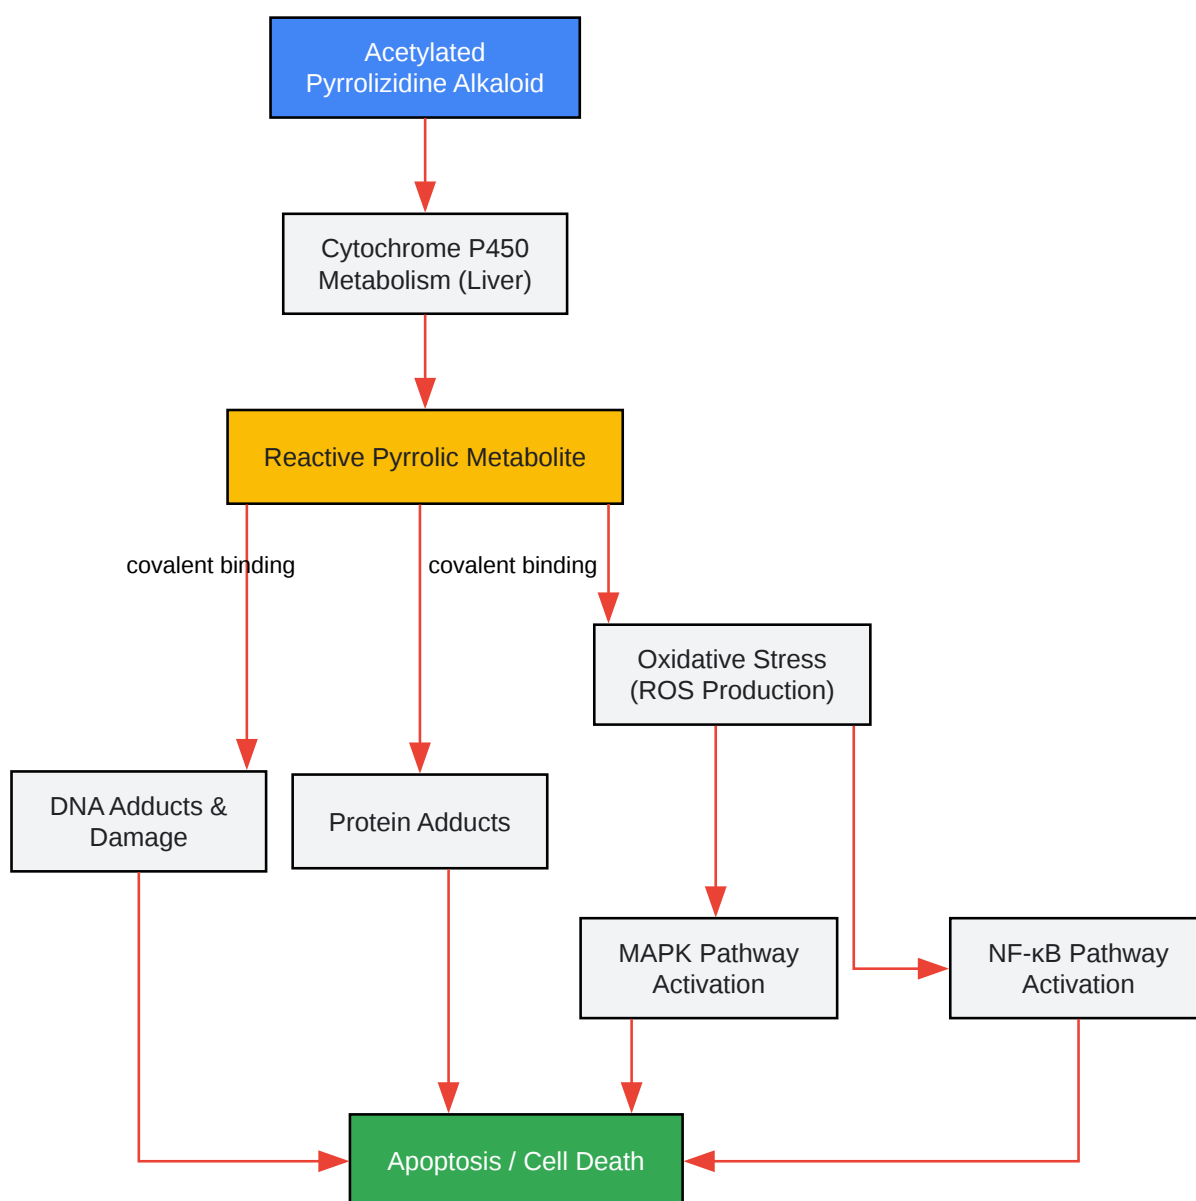 Acetylated
Pyrrolizidine Alkaloid
Cytochrome P450
Metabolism (Liver)
Reactive Pyrrolic Metabolite
covalent binding
covalent binding
Oxidative Stress
(ROS Production)
DNA Adducts &
Damage
Protein Adducts
MAPK Pathway
Activation
NF-κB Pathway
Activation
Apoptosis / Cell Death